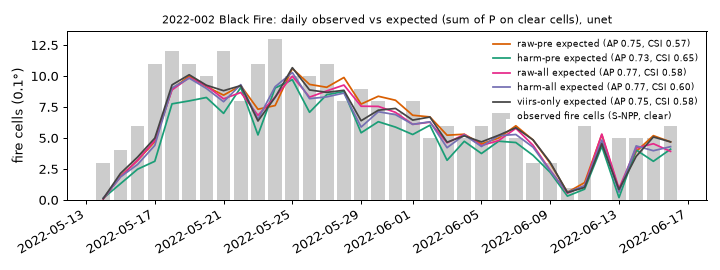 2022-002 Black Fire: daily observed vs expected (sum of P on clear cells), unet
fire cells (0.1°)
12.5
10.0
7.5
5.0
2.5
0.0
raw-pre expected (AP 0.75, CSI 0.57)
harm-pre expected (AP 0.73, CSI 0.65)
raw-all expected (AP 0.77, CSI 0.58)
harm-all expected (AP 0.77, CSI 0.60)
viirs-only expected (AP 0.75, CSI 0.58)
observed fire cells (S-NPP, clear)
2022-05-13
2022-05-17
2022-05-21
2022-05-25
2022-05-29
2022-06-01
2022-06-05
2022-06-09
2022-06-13
2022-06-17